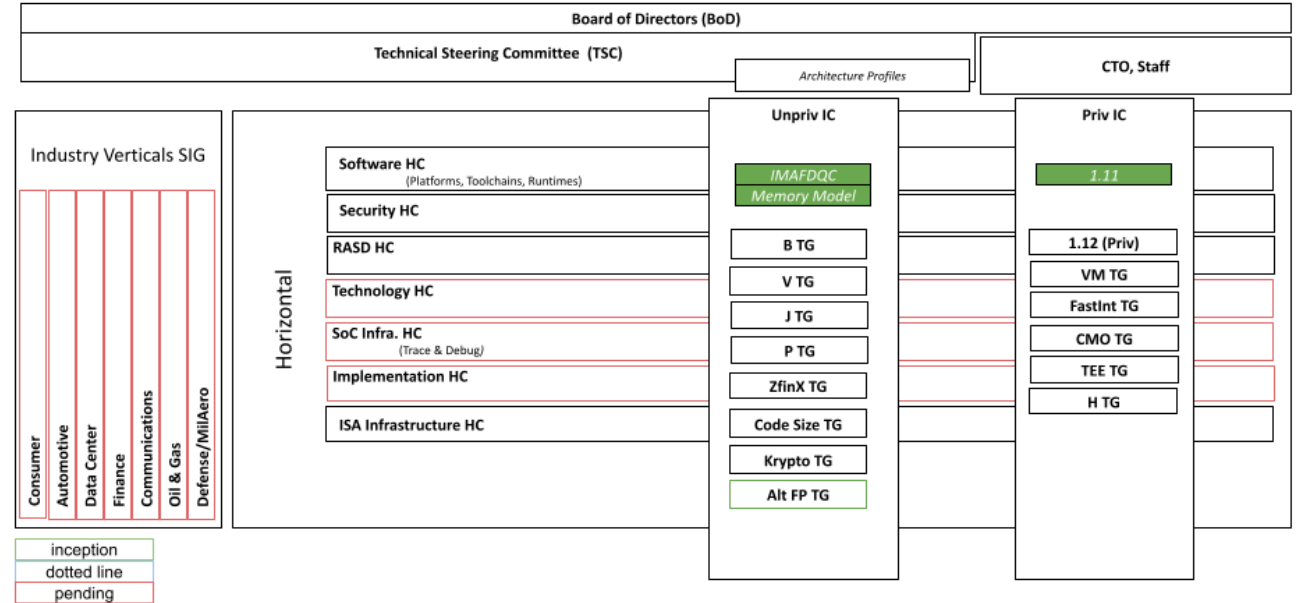 Board of Directors (BoD)
Technical Steering Committee (TSC)
Architecture Profiles
CTO, Staff
Industry Verticals SIG
Consumer
Automotive
Data Center
Finance
Communications
Oil & Gas
Defense/MilAero
Horizontal
Software HC
(Platforms, Toolchains, Runtimes)
Security HC
RASD HC
Technology HC
SoC Infra. HC
(Trace & Debug)
Implementation HC
ISA Infrastructure HC
Unpriv IC
IMAFDQC
Memory Model
B TG
V TG
J TG
P TG
ZfinX TG
Code Size TG
Krypto TG
Alt FP TG
Priv IC
1.11
1.12 (Priv)
VM TG
FastInt TG
CMO TG
TEE TG
H TG
inception
dotted line
pending